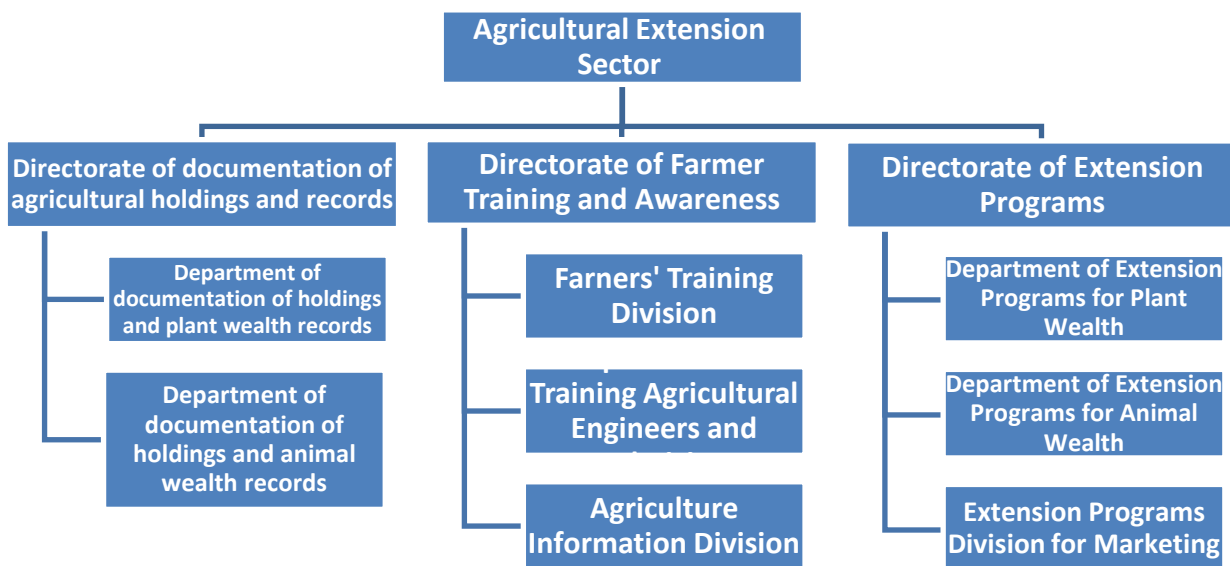 Agricultural Extension
Sector
Directorate of documentation of
agricultural holdings and records
Department of
documentation of holdings
and plant wealth records
Department of
documentation of
holdings and animal
wealth records
Directorate of Farmer
Training and Awareness
Farners' Training
Division
Training Agricultural
Engineers and
Agriculture
Information Division
Directorate of Extension
Programs
Department of Extension
Programs for Plant
Wealth
Department of Extension
Programs for Animal
Wealth
Extension Programs
Division for Marketing